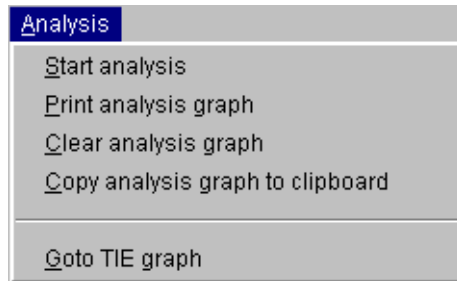 Analysis
Start analysis
Print analysis graph
Clear analysis graph
Copy analysis graph to clipboard
Goto TIE graph